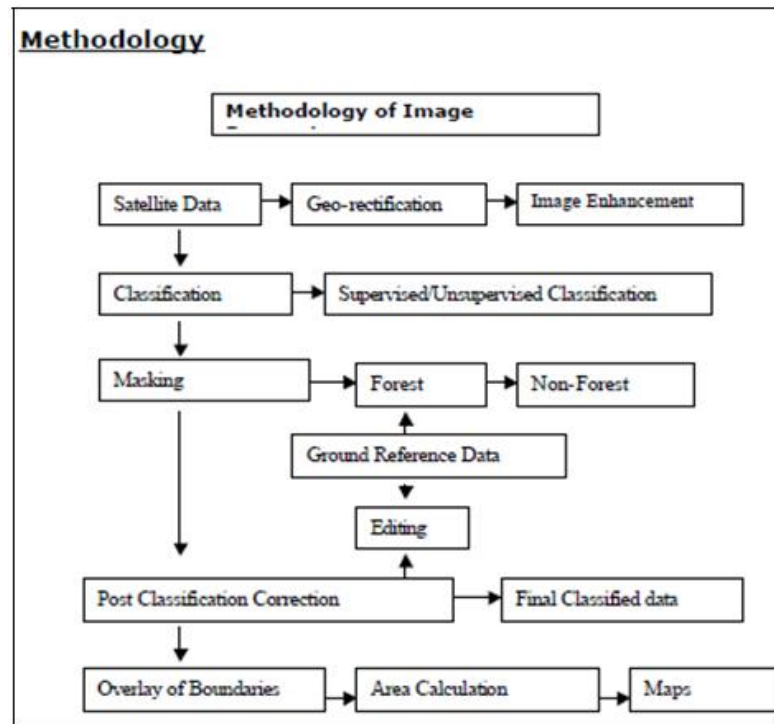 Methodology
Methodology of Image
Satellite Data
Geo-rectification
Image Enhancement
Classification
Supervised/Unsupervised Classification
Masking
Forest
Non-Forest
Ground Reference Data
Editing
Post Classification Correction
Final Classified data
Overlay of Boundaries
Area Calculation
Maps